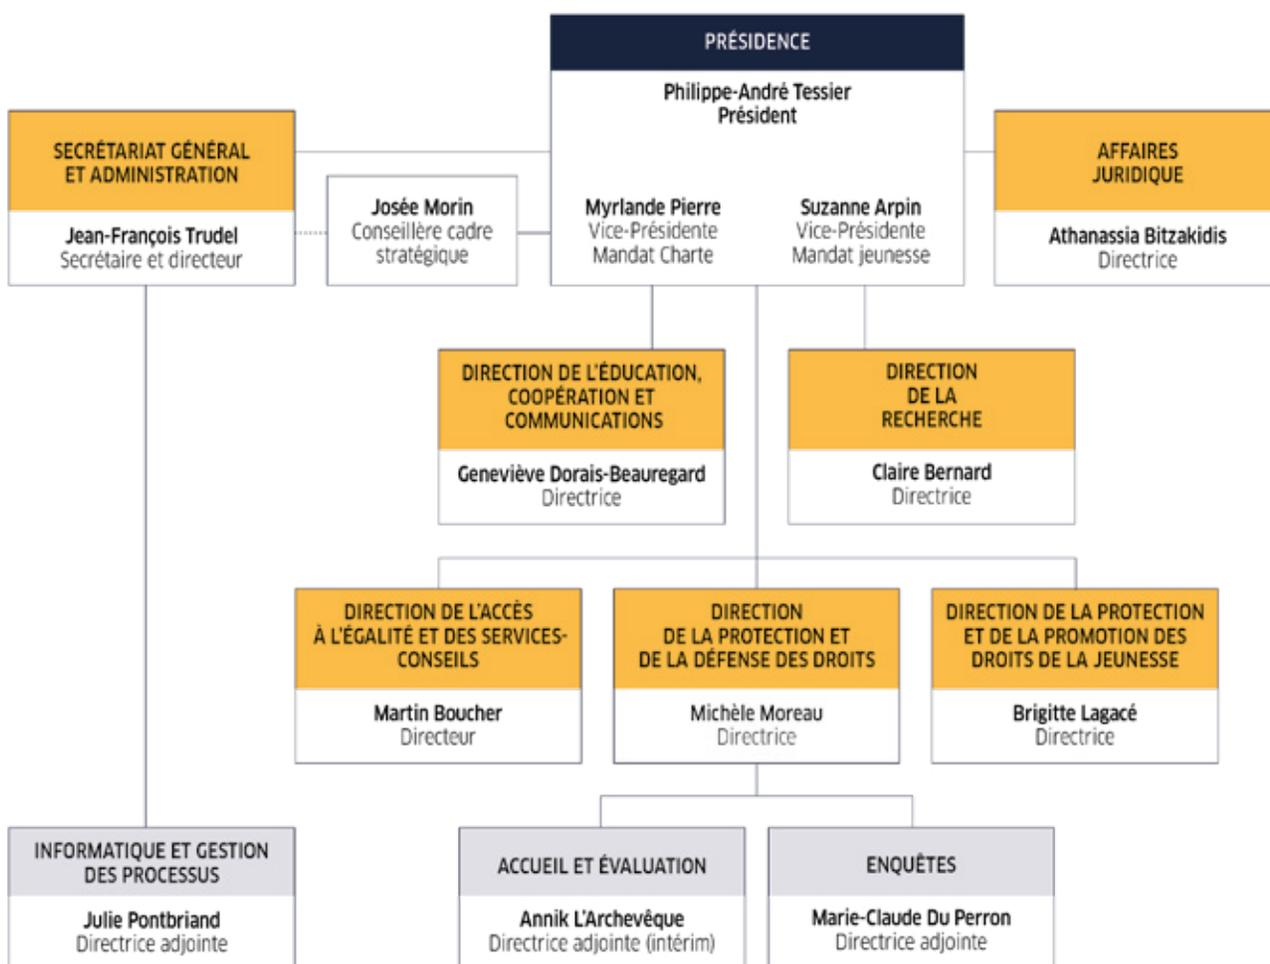 PRÉSIDENCE
Philippe-André Tessier
Président
Myrlande Pierre
Vice-Présidente
Mandat Charte
Suzanne Arpin
Vice-Présidente
Mandat jeunesse
SECRÉTARIAT GÉNÉRAL
ET ADMINISTRATION
Jean-François Trudel
Secrétaire et directeur
Josée Morin
Conseillère cadre
stratégique
AFFAIRES
JURIDIQUE
Athanassia Bitzakidis
Directrice
DIRECTION DE L'ÉDUCATION,
COOPÉRATION ET
COMMUNICATIONS
Geneviève Dorais-Beauregard
Directrice
DIRECTION
DE LA
RECHERCHE
Claire Bernard
Directrice
DIRECTION DE L'ACCÈS
À L'ÉGALITÉ ET DES SERVICES-
CONSEILS
Martin Boucher
Directeur
DIRECTION
DE LA PROTECTION ET
DE LA DÉFENSE DES DROITS
Michèle Moreau
Directrice
DIRECTION DE LA PROTECTION
ET DE LA PROMOTION DES
DROITS DE LA JEUNESSE
Brigitte Lagacé
Directrice
INFORMATIQUE ET GESTION
DES PROCESSUS
Julie Pontbriand
Directrice adjointe
ACCUEIL ET ÉVALUATION
Annik L'Archevêque
Directrice adjointe (intérim)
ENQUÊTES
Marie-Claude Du Perron
Directrice adjointe